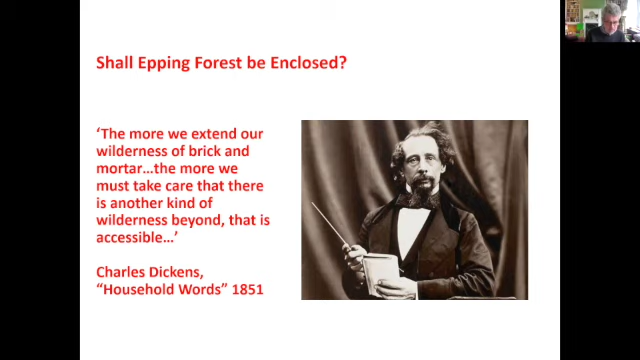 Shall Epping Forest be Enclosed?
‘The more we extend our
wilderness of brick and
mortar…the more we
must take care that there
is another kind of
wilderness beyond, that is
accessible…’
Charles Dickens,
“Household Words” 1851